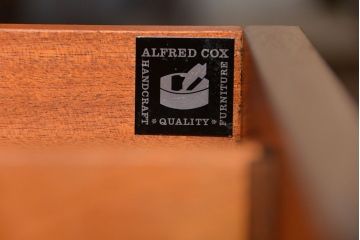 ALFRED COX
HANDCRAFT
FURNITURE
* QUALITY *